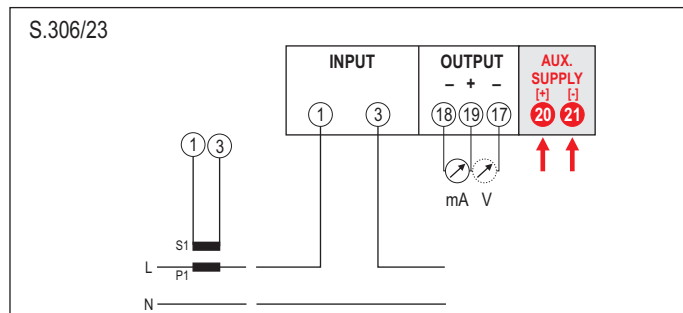 S.306/23
INPUT
OUTPUT
AUX.
SUPPLY
– + –
[+] [-]
1 3
18 19 17
20 21
1 3
mA V
S1
L
P1
N